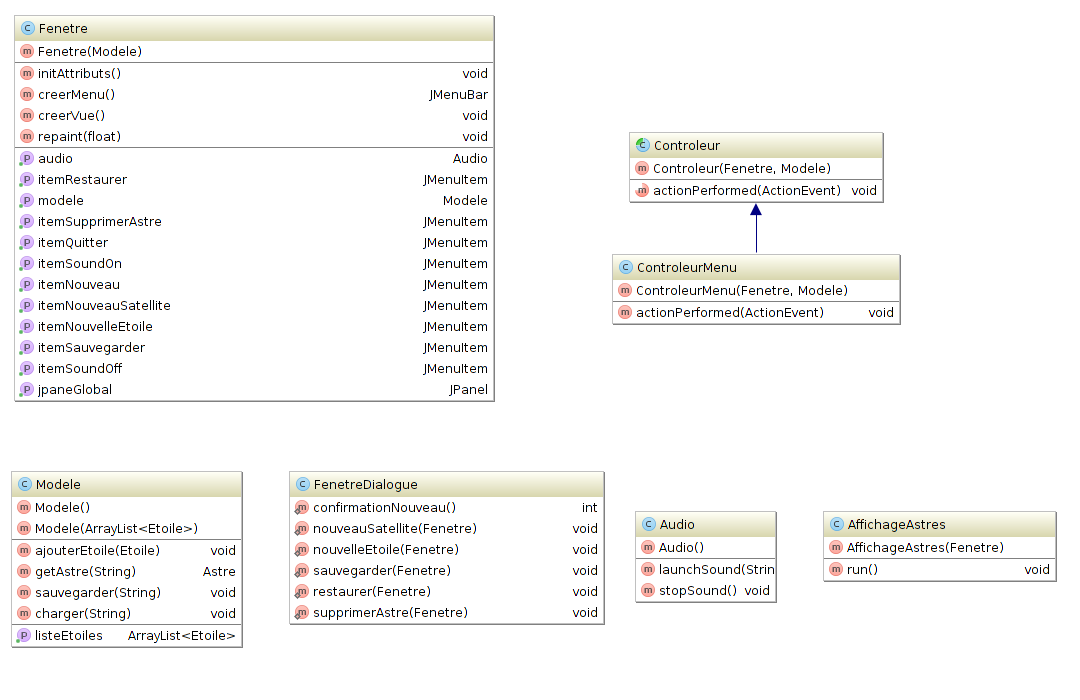 Fenetre
Fenetre(Modele)
initAttributs() void
creerMenu() JMenuBar
creerVue() void
repaint(float) void
audio Audio
itemRestaurer JMenuItem
modele Modele
itemSupprimerAstre JMenuItem
itemQuitter JMenuItem
itemSoundOn JMenuItem
itemNouveau JMenuItem
itemNouveauSatellite JMenuItem
itemNouvelleEtoile JMenuItem
itemSauvegarder JMenuItem
itemSoundOff JMenuItem
jpaneGlobal JPanel
Controleur
Controleur(Fenetre, Modele)
actionPerformed(ActionEvent) void
ControleurMenu
ControleurMenu(Fenetre, Modele)
actionPerformed(ActionEvent) void
Modele
Modele()
Modele(ArrayList<Etoile>)
ajouterEtoile(Etoile) void
getAstre(String) Astre
sauvegarder(String) void
charger(String) void
listeEtoiles ArrayList<Etoile>
FenetreDialogue
confirmationNouveau() int
nouveauSatellite(Fenetre) void
nouvelleEtoile(Fenetre) void
sauvegarder(Fenetre) void
restaurer(Fenetre) void
supprimerAstre(Fenetre) void
Audio
Audio()
launchSound(Strin
stopSound() void
AffichageAstres
AffichageAstres(Fenetre)
run() void